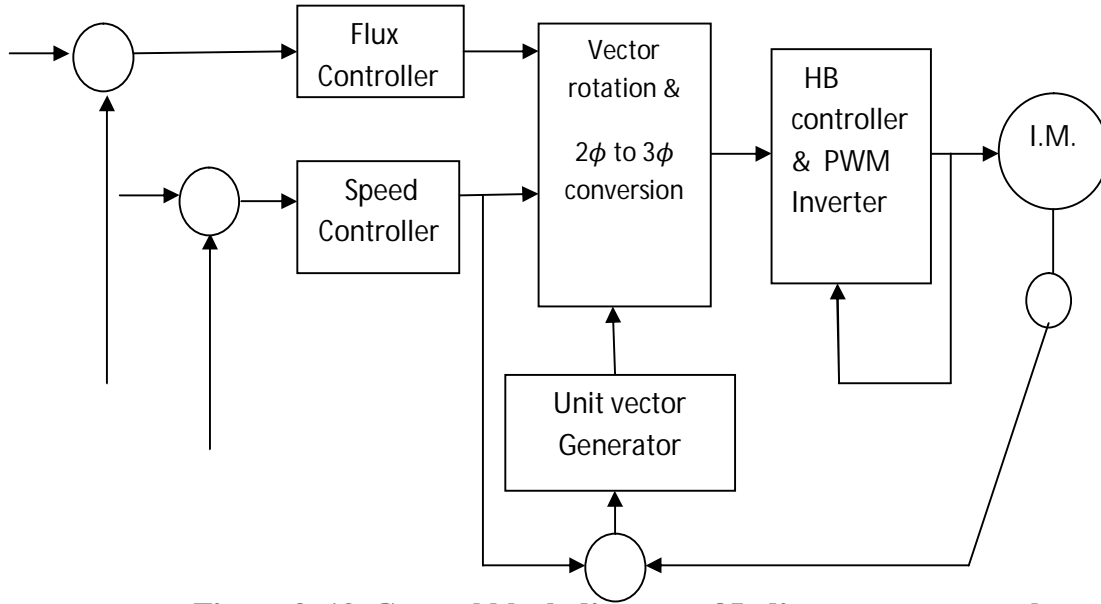 Flux
Controller
Vector
rotation &
2ϕ to 3ϕ
conversion
HB
controller
& PWM
Inverter
I.M.
Speed
Controller
Unit vector
Generator